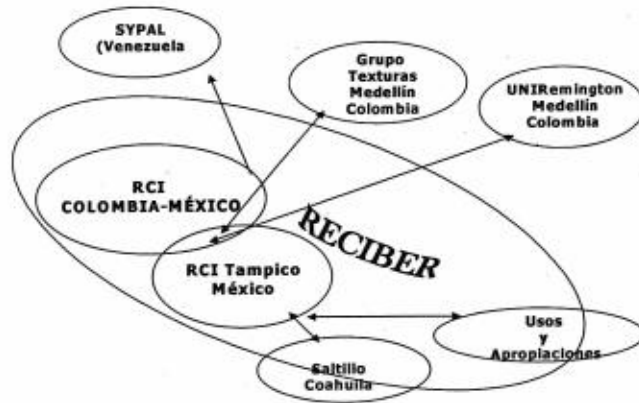 SYPAL
(Venezuela
Grupo
Texturas
Medellín
Colombia
UNIRemington
Medellín
Colombia
RCI
COLOMBIA-MÉXICO
RECIBER
RCI Tampico
México
Usos
y
Apropiaciones
Saltillo
Coahuila